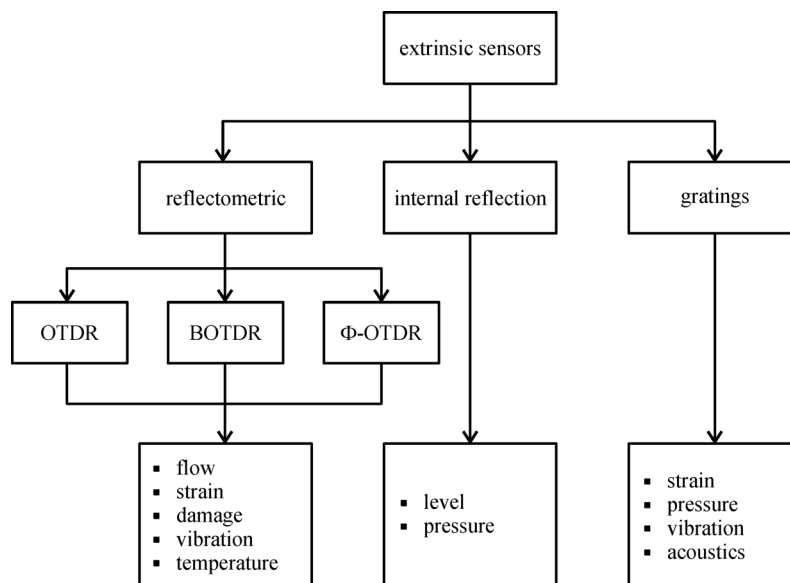 extrinsic sensors
reflectometric
internal reflection
gratings
OTDR
BOTDR
Φ-OTDR
▪ flow
▪ strain
▪ damage
▪ vibration
▪ temperature
▪ level
▪ pressure
▪ strain
▪ pressure
▪ vibration
▪ acoustics